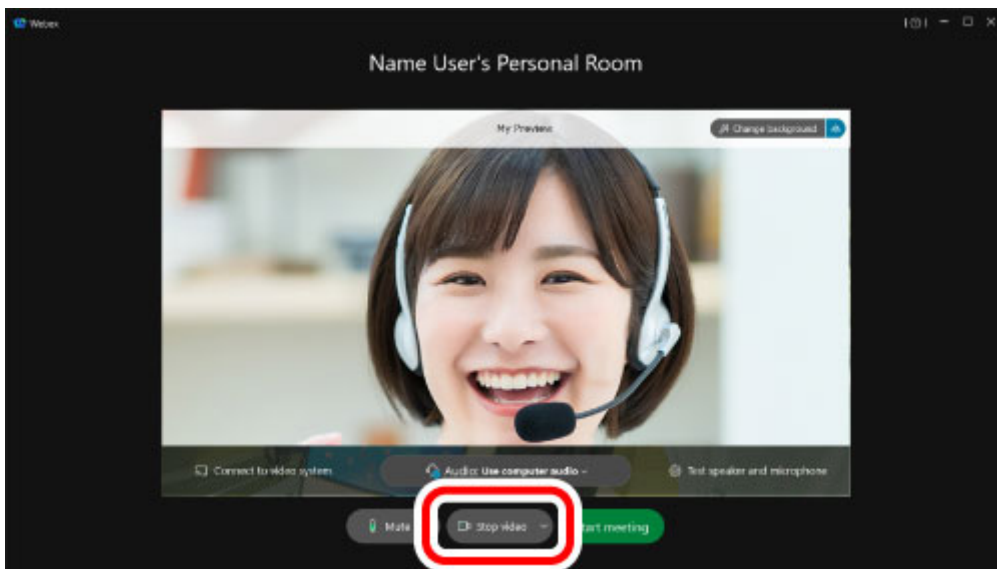 Webex
Name User's Personal Room
My Preview
Change background
Connect to video system
Audio: Use computer audio
Test speaker and microphone
Mute
Stop video
tart meeting